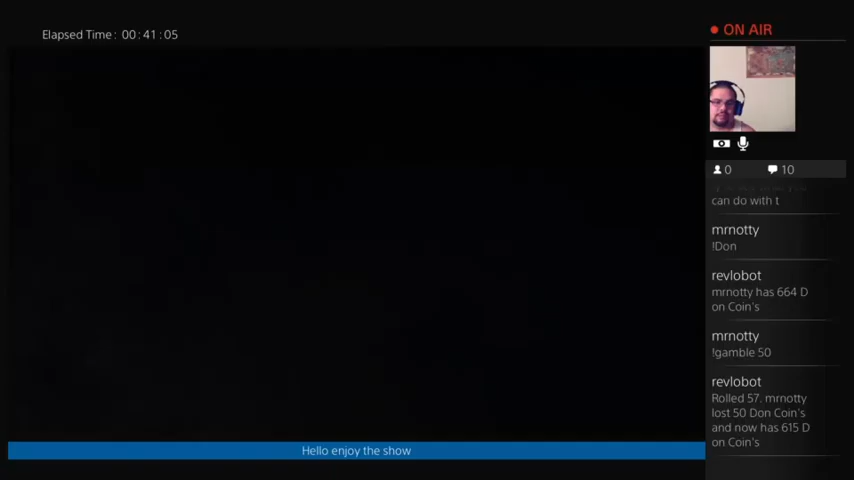 Elapsed Time: 00:41:05
ON AIR
0
10
can do with t
mrnotty
!Don
revlobot
mrnotty has 664 D
on Coin's
mrnotty
!gamble 50
revlobot
Rolled 57. mrnotty
lost 50 Don Coin's
and now has 615 D
on Coin's
Hello enjoy the show